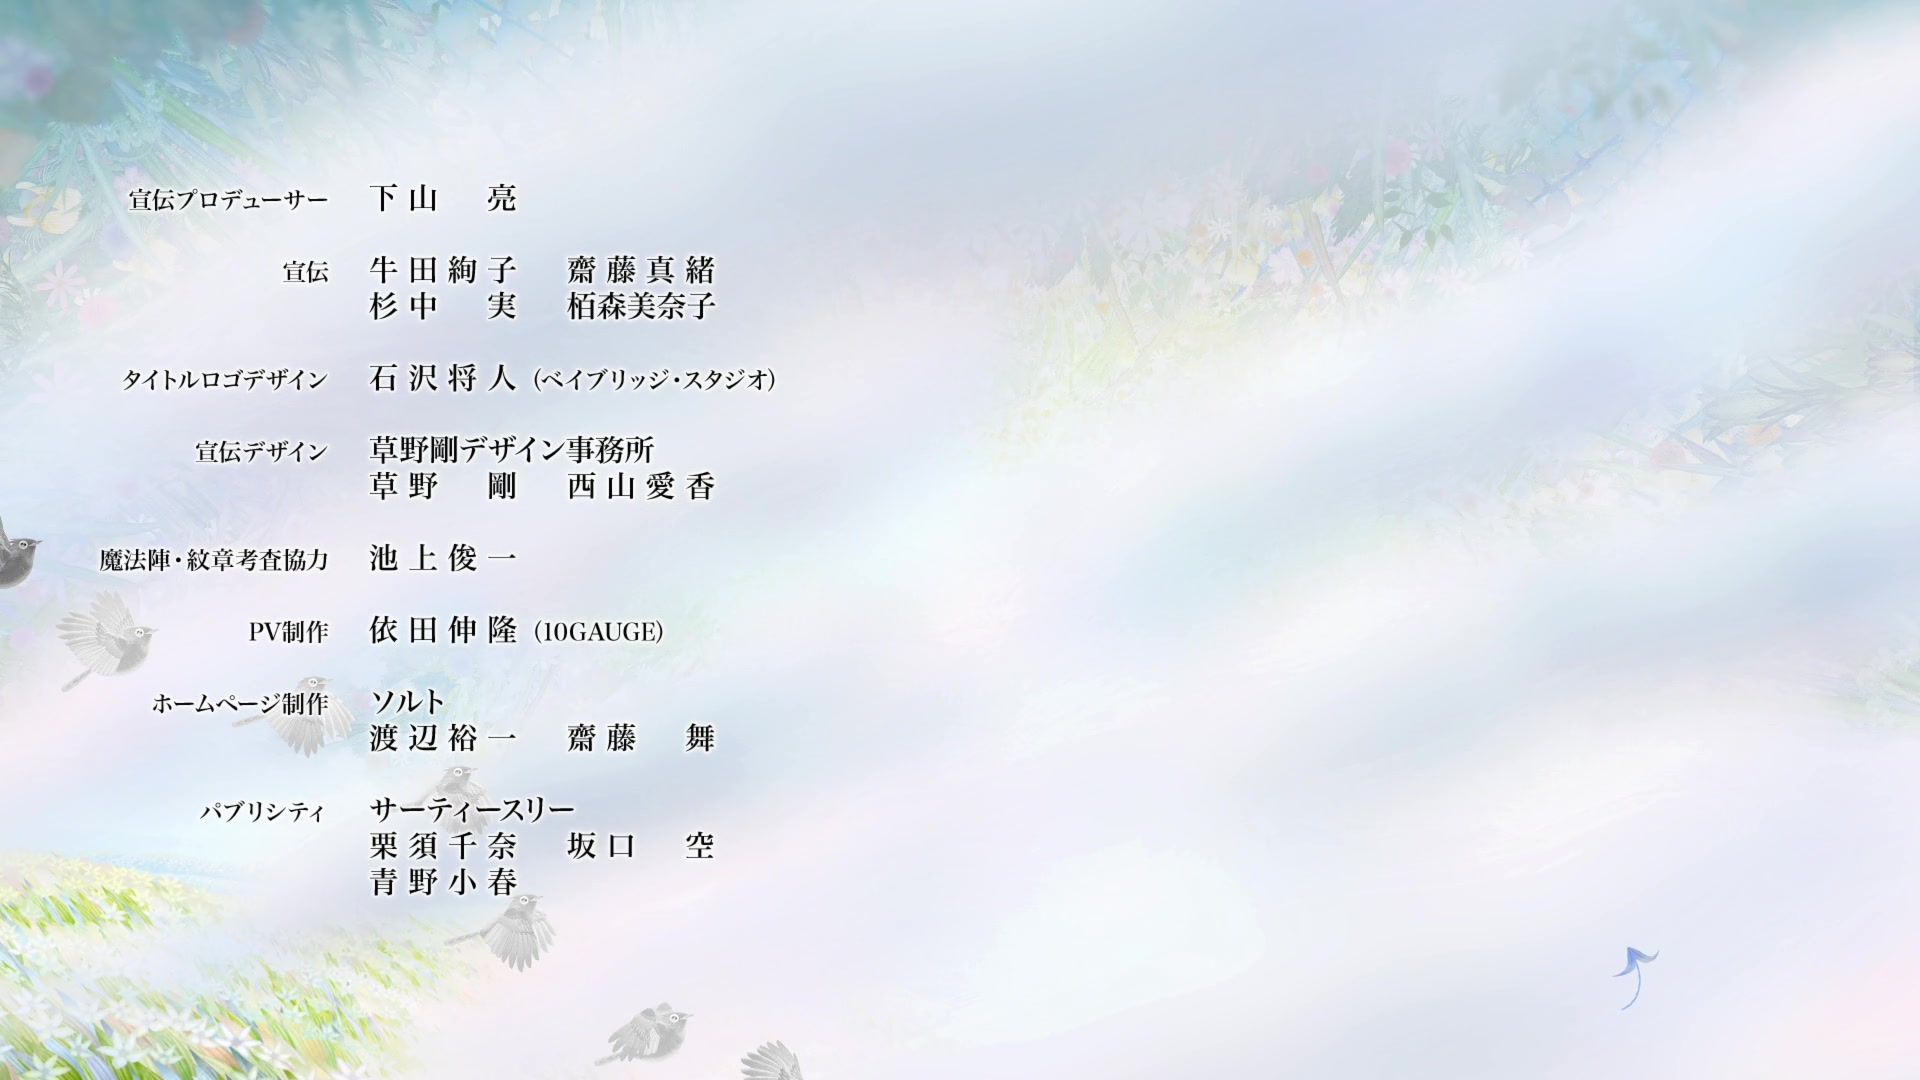 宣伝プロデューサー 下山 亮
宣伝 牛田絢子 齋藤真緒
杉中 実 栢森美奈子
タイトルロゴデザイン 石沢将人（ベイブリッジ・スタジオ）
宣伝デザイン 草野剛デザイン事務所
草野 剛 西山愛香
魔法陣・紋章考査協力 池上俊一
PV制作 依田伸隆（10GAUGE）
ホームページ制作 ソルト
渡辺裕一 齋藤 舞
パブリシティ サーティースリー
栗須千奈 坂口 空
青野小春